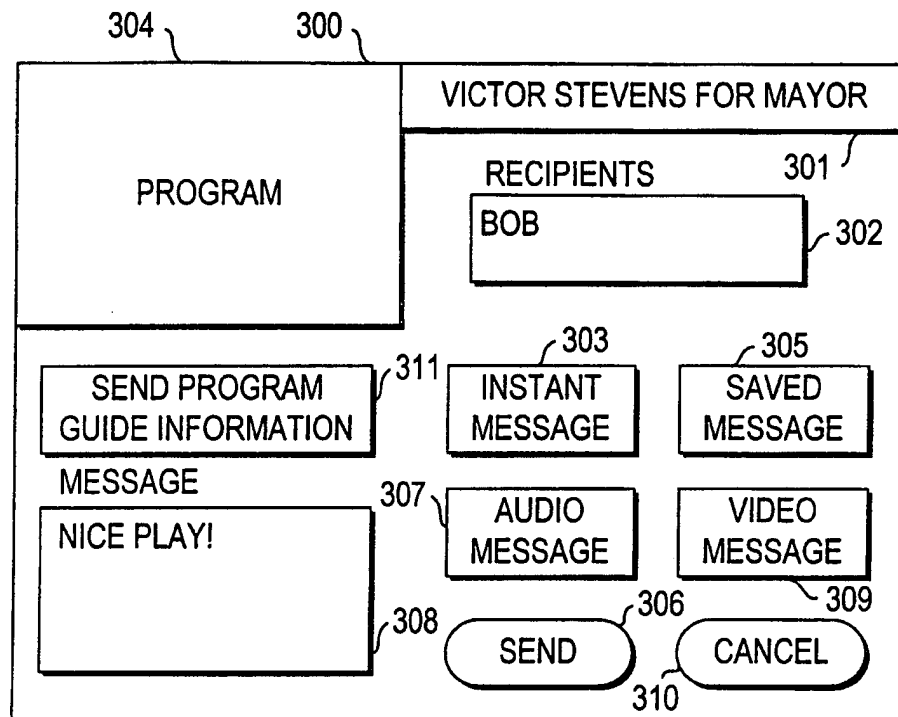 304
300
VICTOR STEVENS FOR MAYOR
301
PROGRAM
RECIPIENTS
BOB
302
303
305
311
SEND PROGRAM
GUIDE INFORMATION
INSTANT
MESSAGE
SAVED
MESSAGE
MESSAGE
NICE PLAY!
308
307
AUDIO
MESSAGE
VIDEO
MESSAGE
309
306
SEND
CANCEL
310